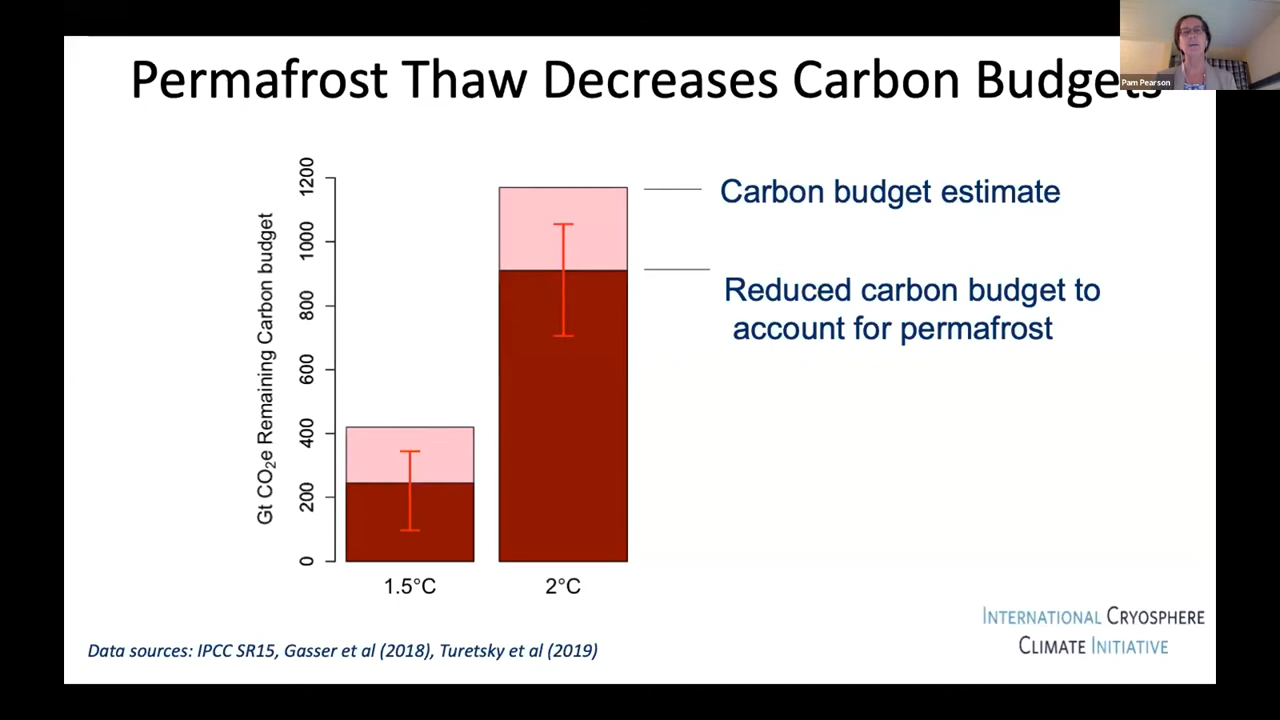 Permafrost Thaw Decreases Carbon Budgets
Pam Pearson
1200
1000
800
600
400
200
0
Gt CO₂e Remaining Carbon budget
Carbon budget estimate
Reduced carbon budget to
account for permafrost
1.5°C
2°C
INTERNATIONAL CRYOSPHERE
CLIMATE INITIATIVE
Data sources: IPCC SR15, Gasser et al (2018), Turetsky et al (2019)